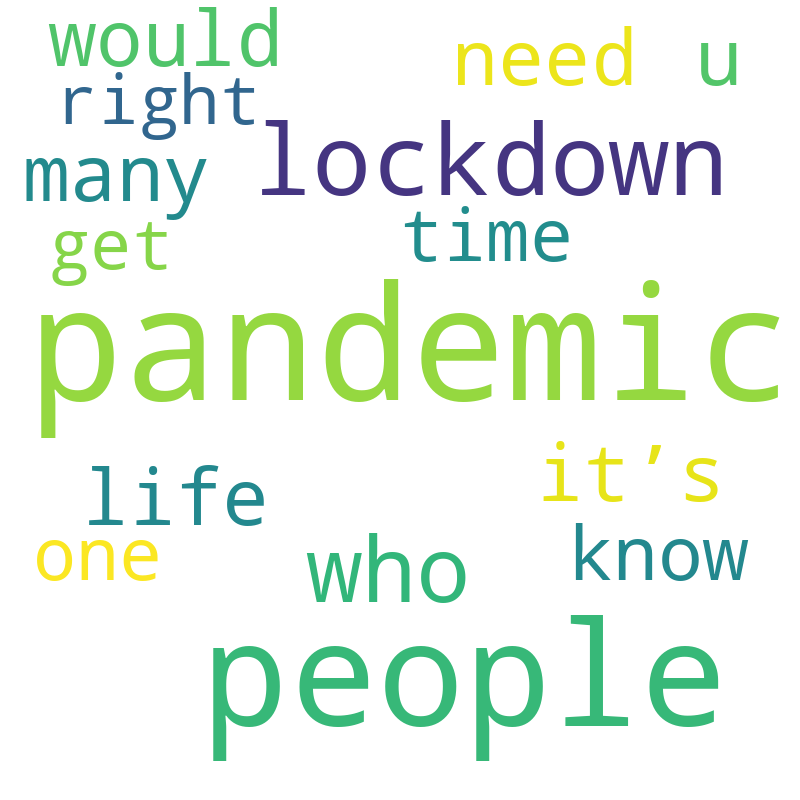 would need u
right lockdown
many time
get
pandemic
it’s
life
one who know
people